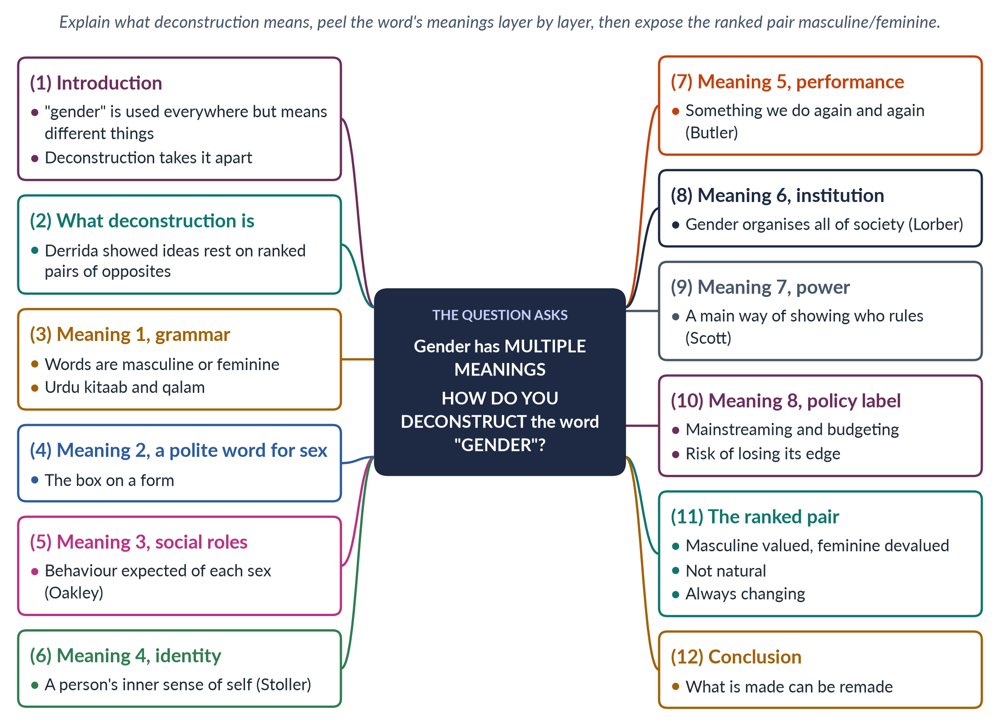 Explain what deconstruction means, peel the word's meanings layer by layer, then expose the ranked pair masculine/feminine.
(1) Introduction
• "gender" is used everywhere but means
different things
• Deconstruction takes it apart
(2) What deconstruction is
• Derrida showed ideas rest on ranked
pairs of opposites
(3) Meaning 1, grammar
• Words are masculine or feminine
• Urdu kitaab and qalam
(4) Meaning 2, a polite word for sex
• The box on a form
(5) Meaning 3, social roles
• Behaviour expected of each sex
(Oakley)
(6) Meaning 4, identity
• A person's inner sense of self (Stoller)
THE QUESTION ASKS
Gender has MULTIPLE
MEANINGS
HOW DO YOU
DECONSTRUCT the word
"GENDER"?
(7) Meaning 5, performance
• Something we do again and again
(Butler)
(8) Meaning 6, institution
• Gender organises all of society (Lorber)
(9) Meaning 7, power
• A main way of showing who rules
(Scott)
(10) Meaning 8, policy label
• Mainstreaming and budgeting
• Risk of losing its edge
(11) The ranked pair
• Masculine valued, feminine devalued
• Not natural
• Always changing
(12) Conclusion
• What is made can be remade